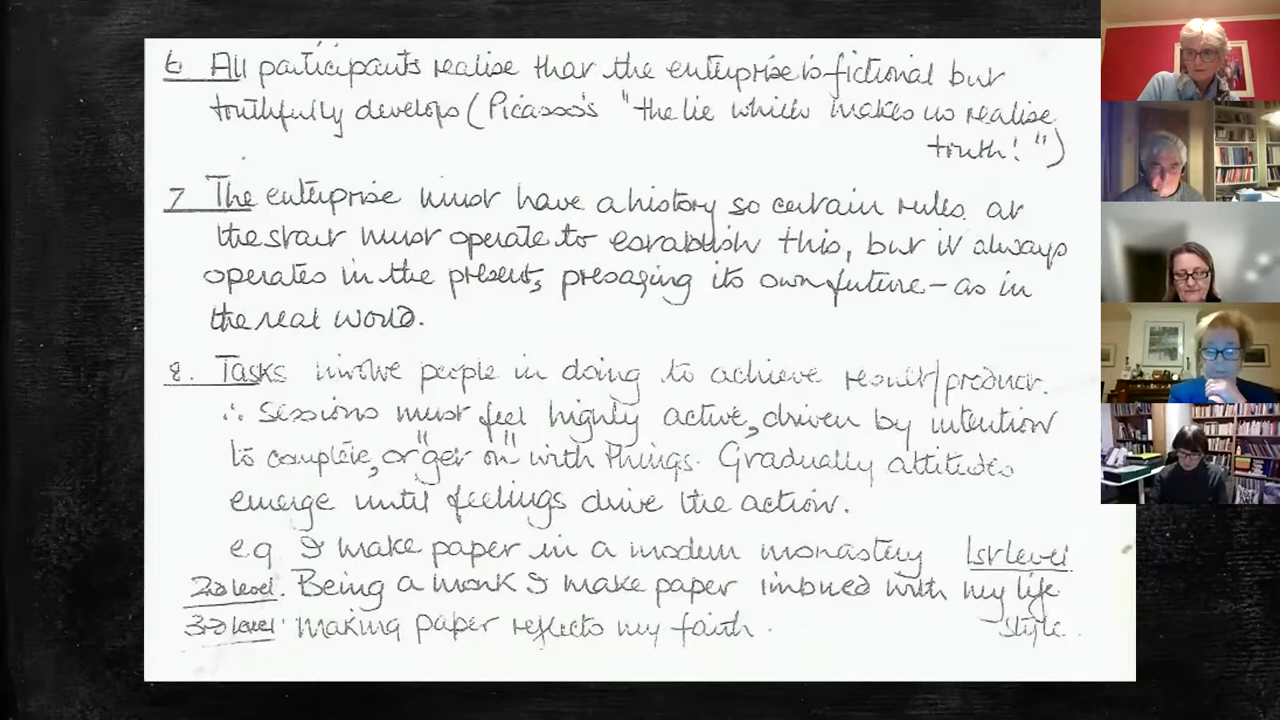 6 All participants realise that the enterprise is fictional but
truthfully develops (Picasso's "the lie which makes us realise
truth!")
7 The enterprise must have a history so certain rules at
the start must operate to establish this, but it always
operates in the present, presaging its own future – as in
the real world.
8. Tasks involve people in doing to achieve result/product.
∴ Sessions must feel highly active, driven by intention
to complete, or "get on" with things. Gradually attitudes
emerge until feelings drive the action.
e.g I make paper in a modern monastery 1st level
2nd level. Being a monk I make paper imbued with my life
style.
3rd level. making paper reflects my faith.